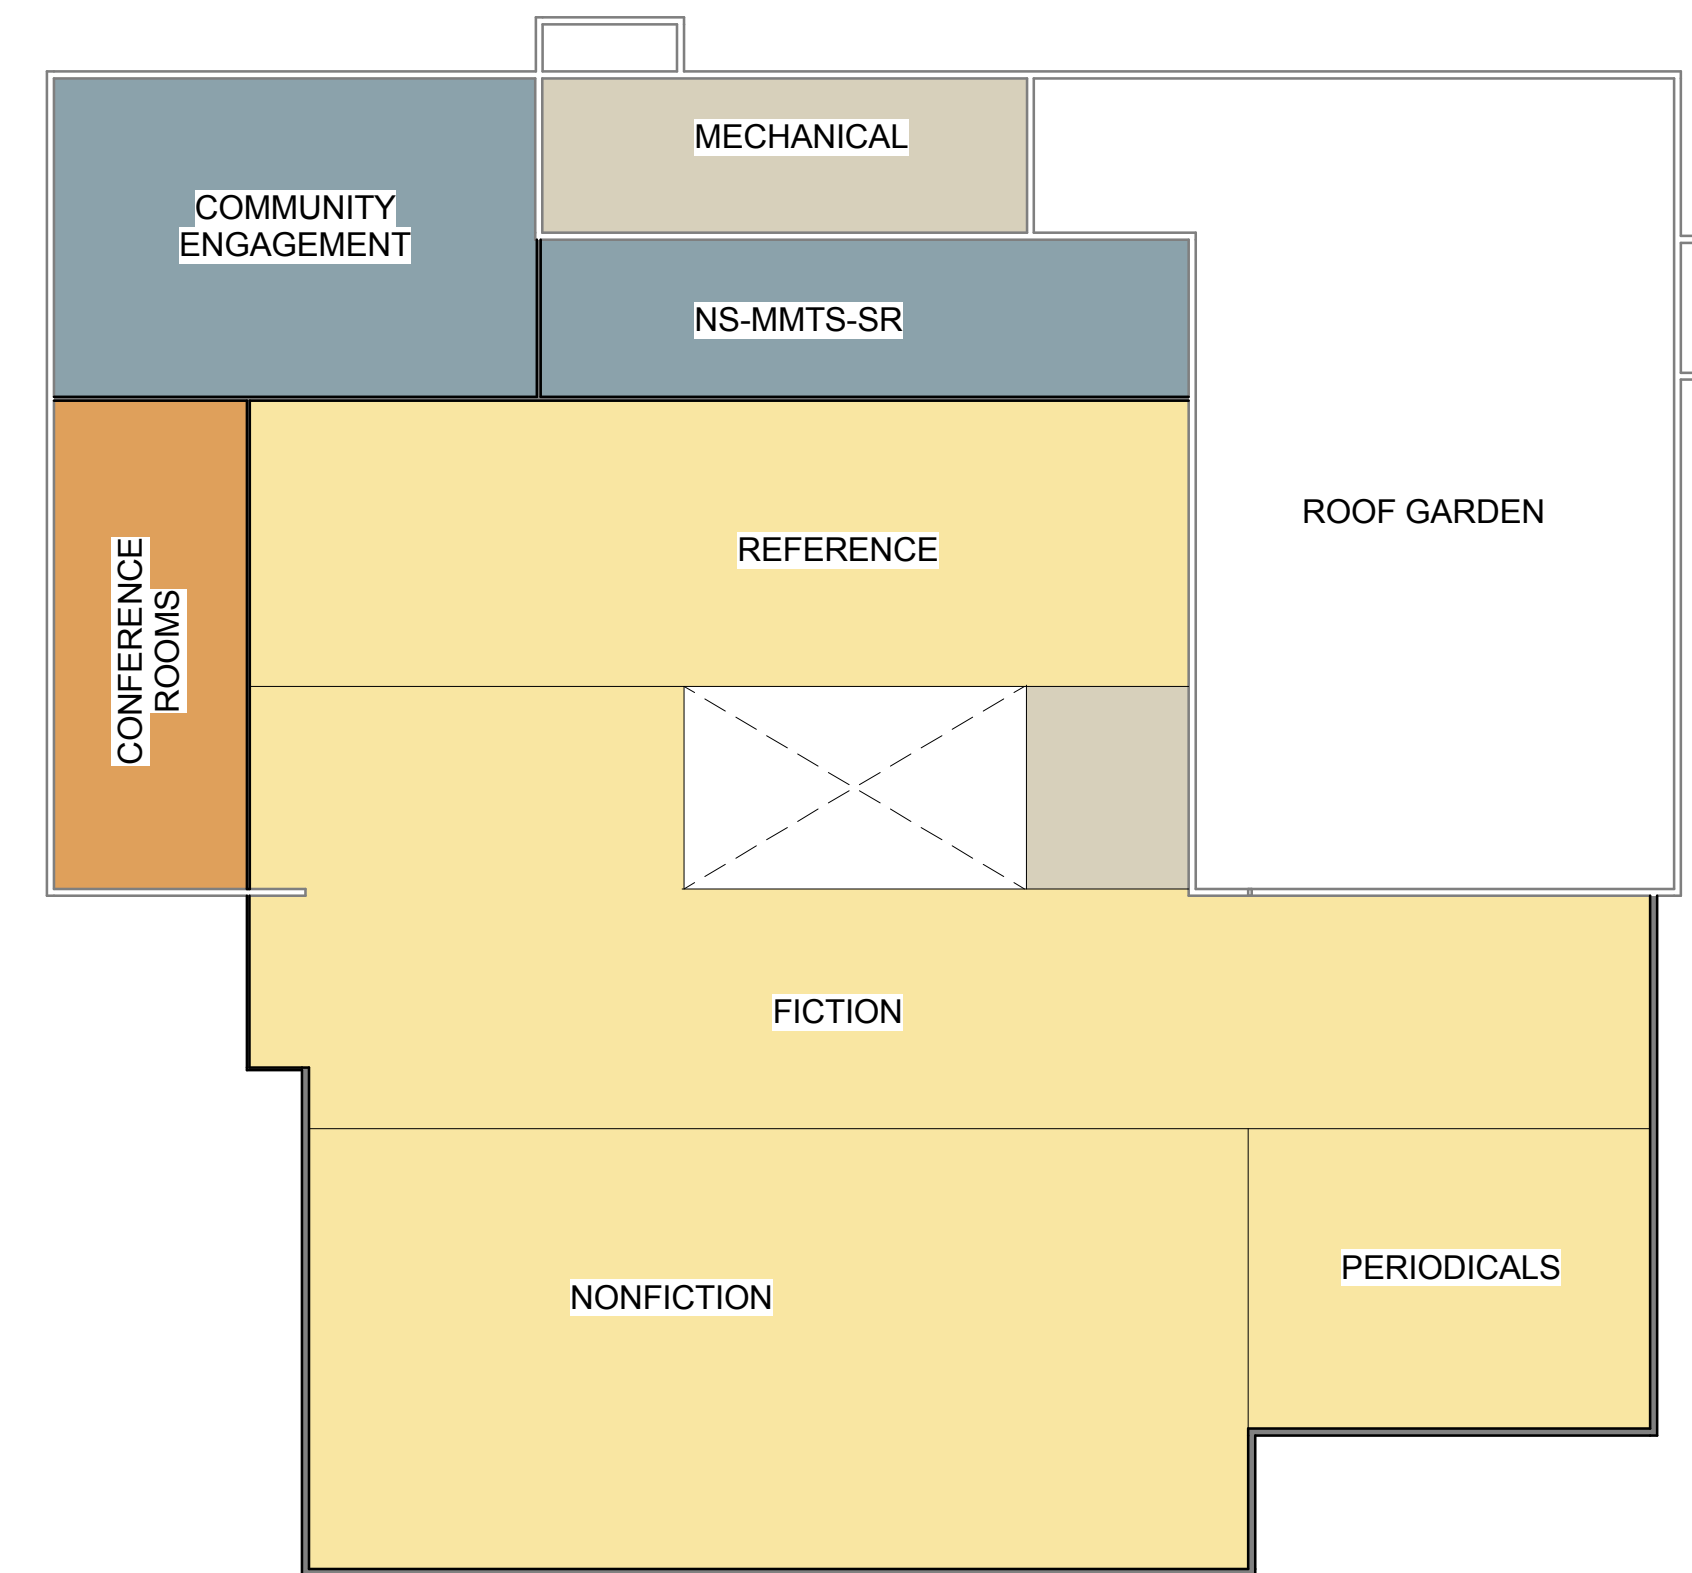 MECHANICAL
COMMUNITY
ENGAGEMENT
NS-MMTS-SR
ROOF GARDEN
REFERENCE
CONFERENCE
ROOMS
FICTION
PERIODICALS
NONFICTION